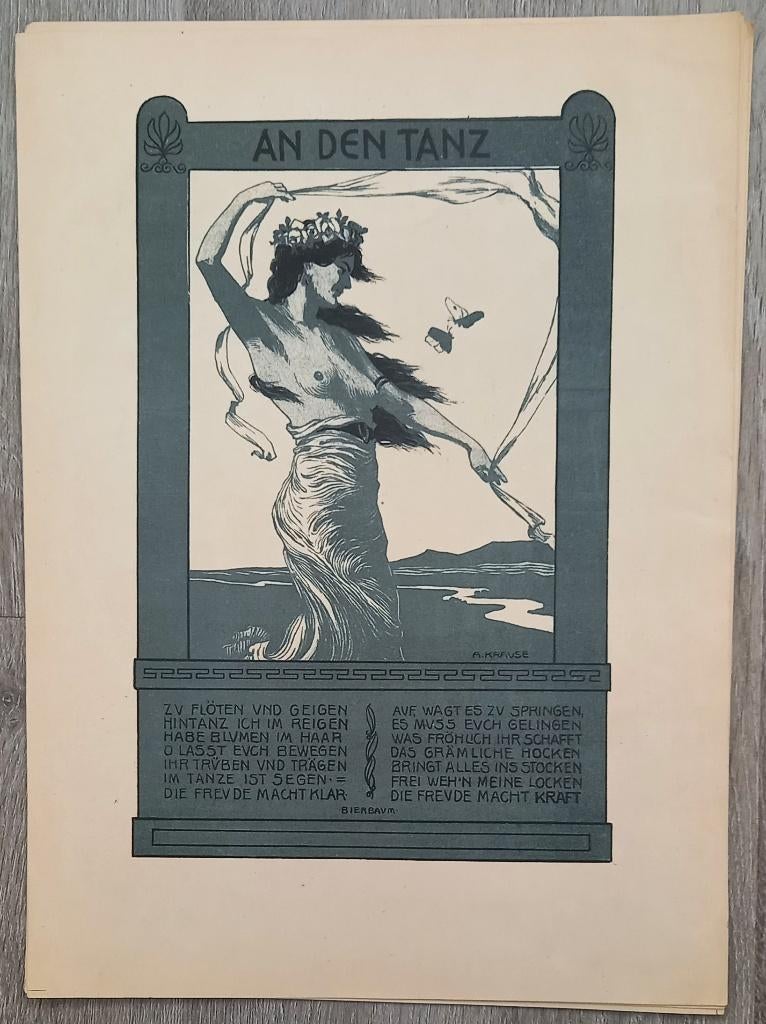 AN DEN TANZ
A. KRAUSE
ZV FLÖTEN VND GEIGEN
HINTANZ ICH IM REIGEN
HABE BLVMEN IM HAAR
O LASST EVCH BEWEGEN
IHR TRV̈BEN VND TRÄGEN
IM TANZE IST SEGEN·=
DIE FREVDE MACHT KLAR·
AVF, WAGT ES ZV SPRINGEN,
ES MVSS EVCH GELINGEN
WAS FRÖHLICH IHR SCHAFFT
DAS GRÄMLICHE HOCKEN
BRINGT ALLES INS STOCKEN
FREI WEH'N MEINE LOCKEN
DIE FREVDE MACHT KRAFT
·BIERBAVM·